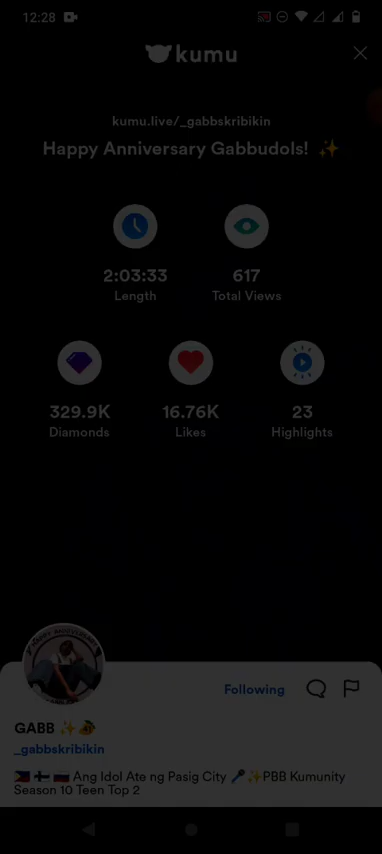 12:28
kumu
kumu.live/_gabbskribikin
Happy Anniversary Gabbudols! ✨
2:03:33
Length
617
Total Views
329.9K
Diamonds
16.76K
Likes
23
Highlights
Following
GABB ✨🥭
_gabbskribikin
🇵🇭 🇫🇮 🇷🇺 Ang Idol Ate ng Pasig City 🎤✨PBB Kumunity
Season 10 Teen Top 2